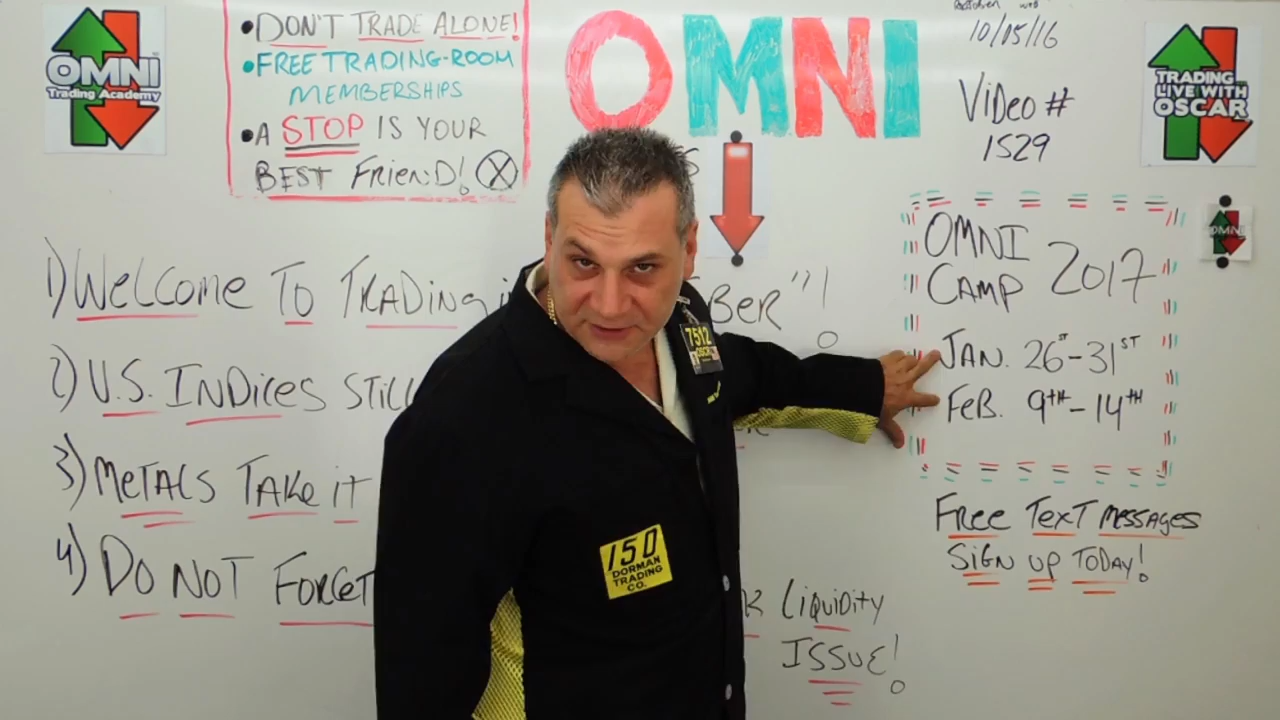 OMNI
Trading Academy
•DON'T TRADE ALONE!
•FREE TRADING-ROOM
MEMBERSHIPS
•A STOP IS YOUR
BEST FRIEND!
OMNI
10/05/16
VIDEO #
1529
TRADING
LIVE WITH
OSCAR
OMNI
CAMP 2017
JAN. 26ST-31ST
FEB. 9TH-14TH
OMNI
FREE TEXT MESSAGES
SIGN UP TODAY!
1) WELCOME TO TRADING BER"!
2) U.S. INDICES STILL
3) METALS TAKE IT
4) DO NOT FORGET
LIQUIDITY
ISSUE!
7512
150
DORMAN
TRADING
CO.